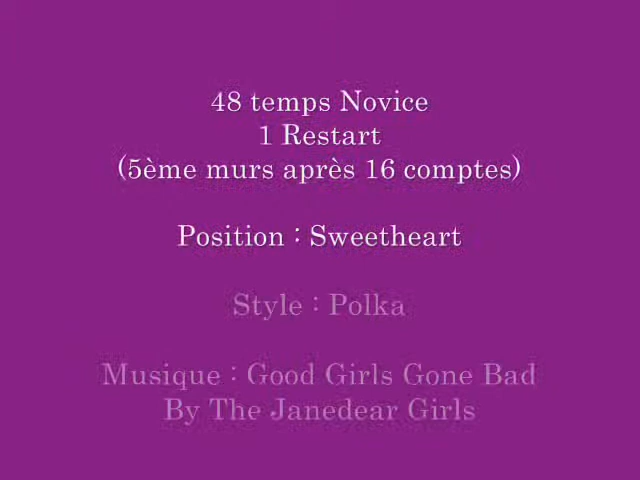 48 temps Novice
1 Restart
(5ème murs après 16 comptes)
Position : Sweetheart
Style : Polka
Musique : Good Girls Gone Bad
By The Janedear Girls